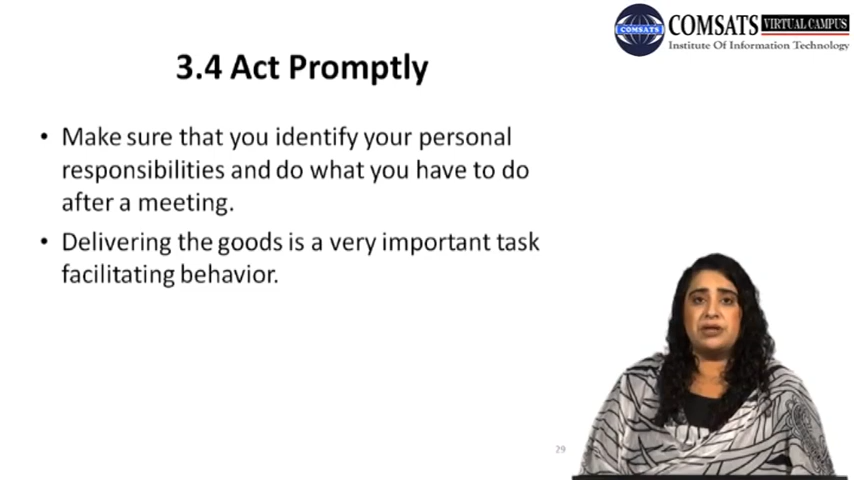 COMSATS VIRTUAL CAMPUS
COMSATS
Institute Of Information Technology
3.4 Act Promptly
• Make sure that you identify your personal
responsibilities and do what you have to do
after a meeting.
• Delivering the goods is a very important task
facilitating behavior.
29